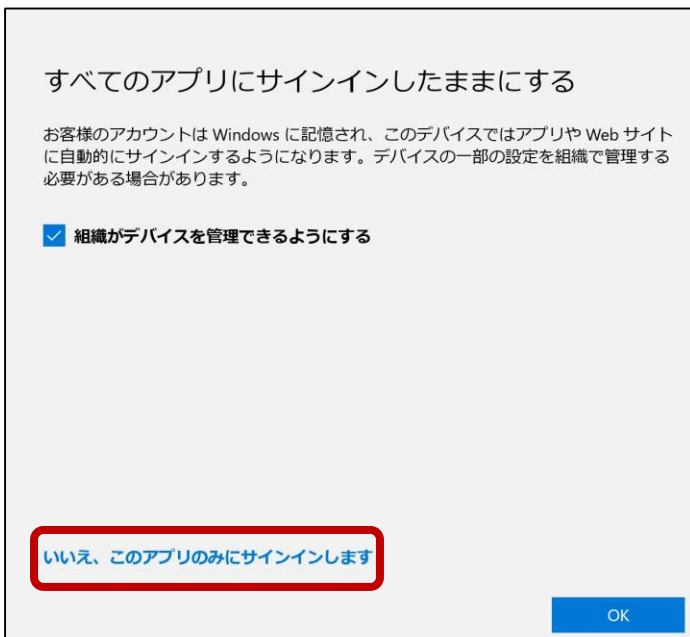 すべてのアプリにサインインしたままにする
お客様のアカウントは Windows に記憶され、このデバイスではアプリや Web サイト
に自動的にサインインするようになります。デバイスの一部の設定を組織で管理する
必要がある場合があります。
組織がデバイスを管理できるようにする
いいえ、このアプリのみにサインインします
OK